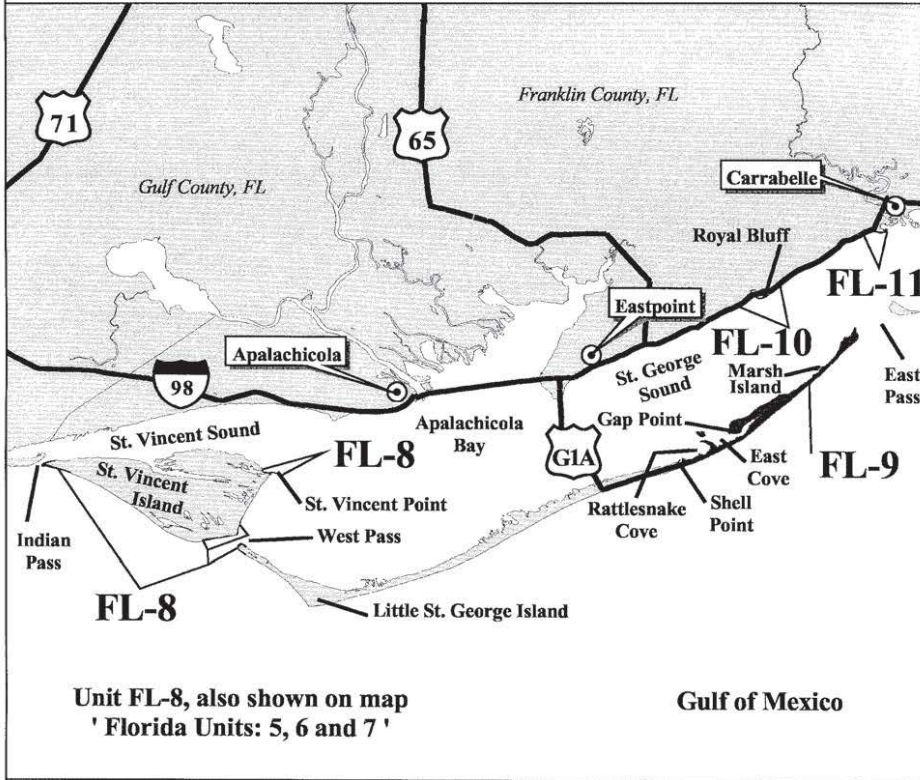 71
65
Franklin County, FL
Gulf County, FL
Carrabelle
Royal Bluff
FL-11
Eastpoint
FL-10
Apalachicola
98
St. George
Sound
Marsh
Island
East
Pass
St. Vincent Sound
Apalachicola
Bay
Gap Point
G1A
FL-8
East
Cove
FL-9
St. Vincent
Island
St. Vincent Point
Rattlesnake
Cove
Shell
Point
Indian
Pass
West Pass
FL-8
Little St. George Island
Unit FL-8, also shown on map
' Florida Units: 5, 6 and 7 '
Gulf of Mexico